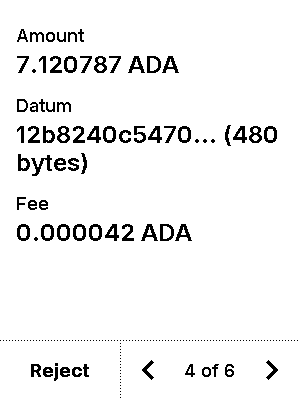 Amount
7.120787 ADA
Datum
12b8240c5470... (480
bytes)
Fee
0.000042 ADA
Reject
4 of 6